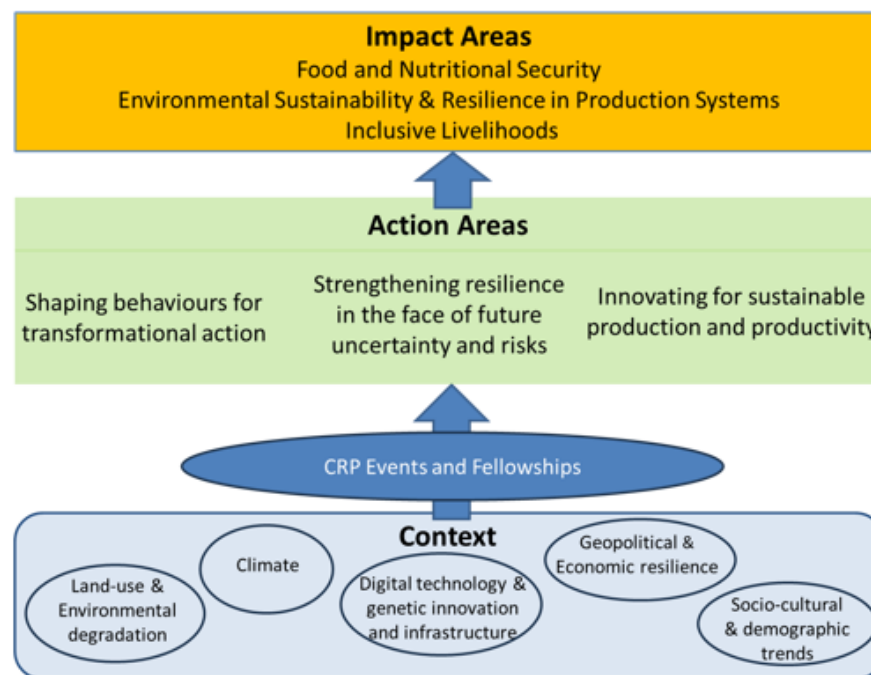 Impact Areas
Food and Nutritional Security
Environmental Sustainability & Resilience in Production Systems
Inclusive Livelihoods
Action Areas
Shaping behaviours for
transformational action
Strengthening resilience
in the face of future
uncertainty and risks
Innovating for sustainable
production and productivity
CRP Events and Fellowships
Context
Land-use &
Environmental
degradation
Climate
Digital technology &
genetic innovation
and infrastructure
Geopolitical &
Economic resilience
Socio-cultural
& demographic
trends